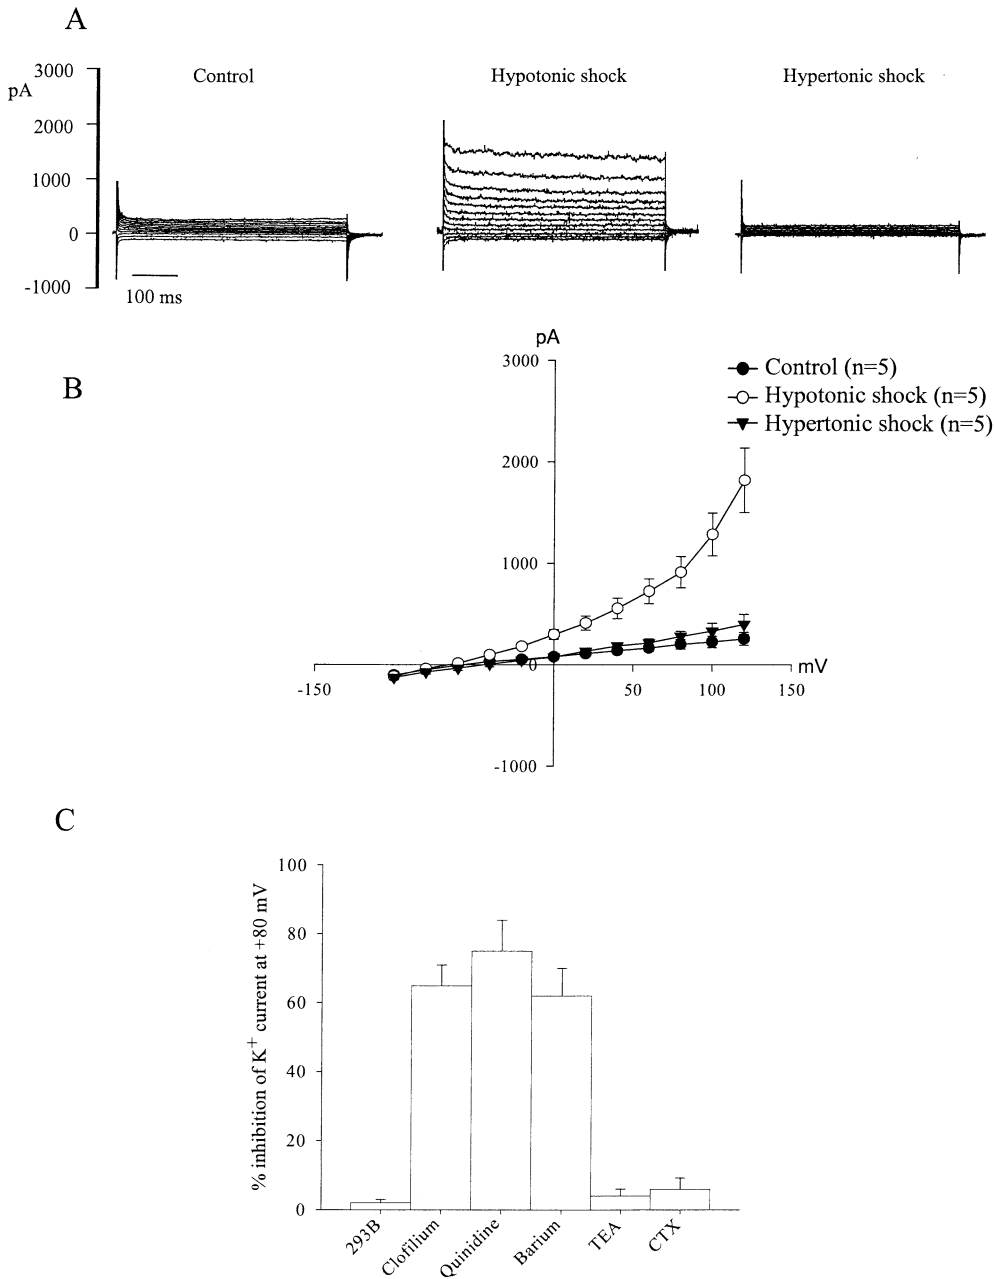 A
3000
pA
2000
1000
0
-1000
Control
Hypotonic shock
Hypertonic shock
100 ms
B
pA
3000
2000
1000
0
-1000
-150
50
100
150
mV
Control (n=5)
Hypotonic shock (n=5)
Hypertonic shock (n=5)
C
% inhibition of K+ current at +80 mV
100
80
60
40
20
0
293B
Clofilium
Quinidine
Barium
TEA
CTX